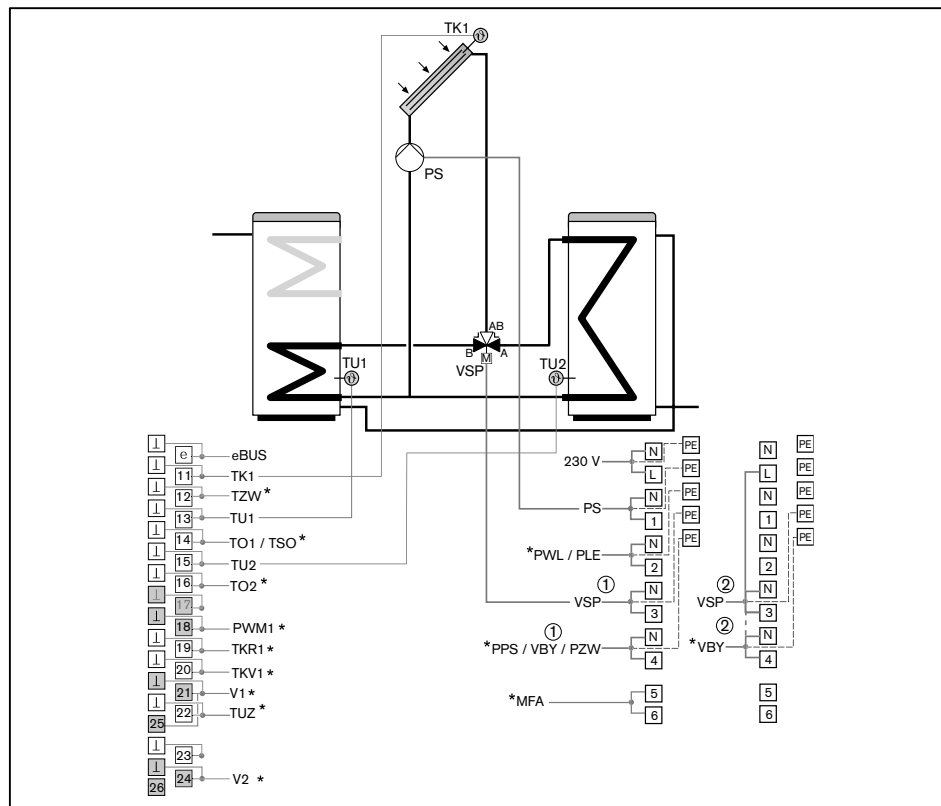 TK1
PS
AB
B
A
M
VSP
TU1
TU2
⊥
e
eBUS
⊥
11
TK1
⊥
12
TZW *
⊥
13
TU1
⊥
14
TO1 / TSO *
⊥
15
TU2
⊥
16
TO2 *
⊥
17
⊥
18
PWM1 *
⊥
19
TKR1 *
⊥
20
TKV1 *
⊥
21
V1 *
⊥
22
TUZ *
25
⊥
23
⊥
24
V2 *
26
230 V
N
L
PE
PS
N
1
PE
*PWL / PLE
N
2
PE
①
VSP
N
3
PE
①
*PPS / VBY / PZW
N
4
PE
*MFA
5
6
N
L
PE
N
1
PE
N
2
PE
②
VSP
N
3
PE
②
*VBY
N
4
PE
5
6